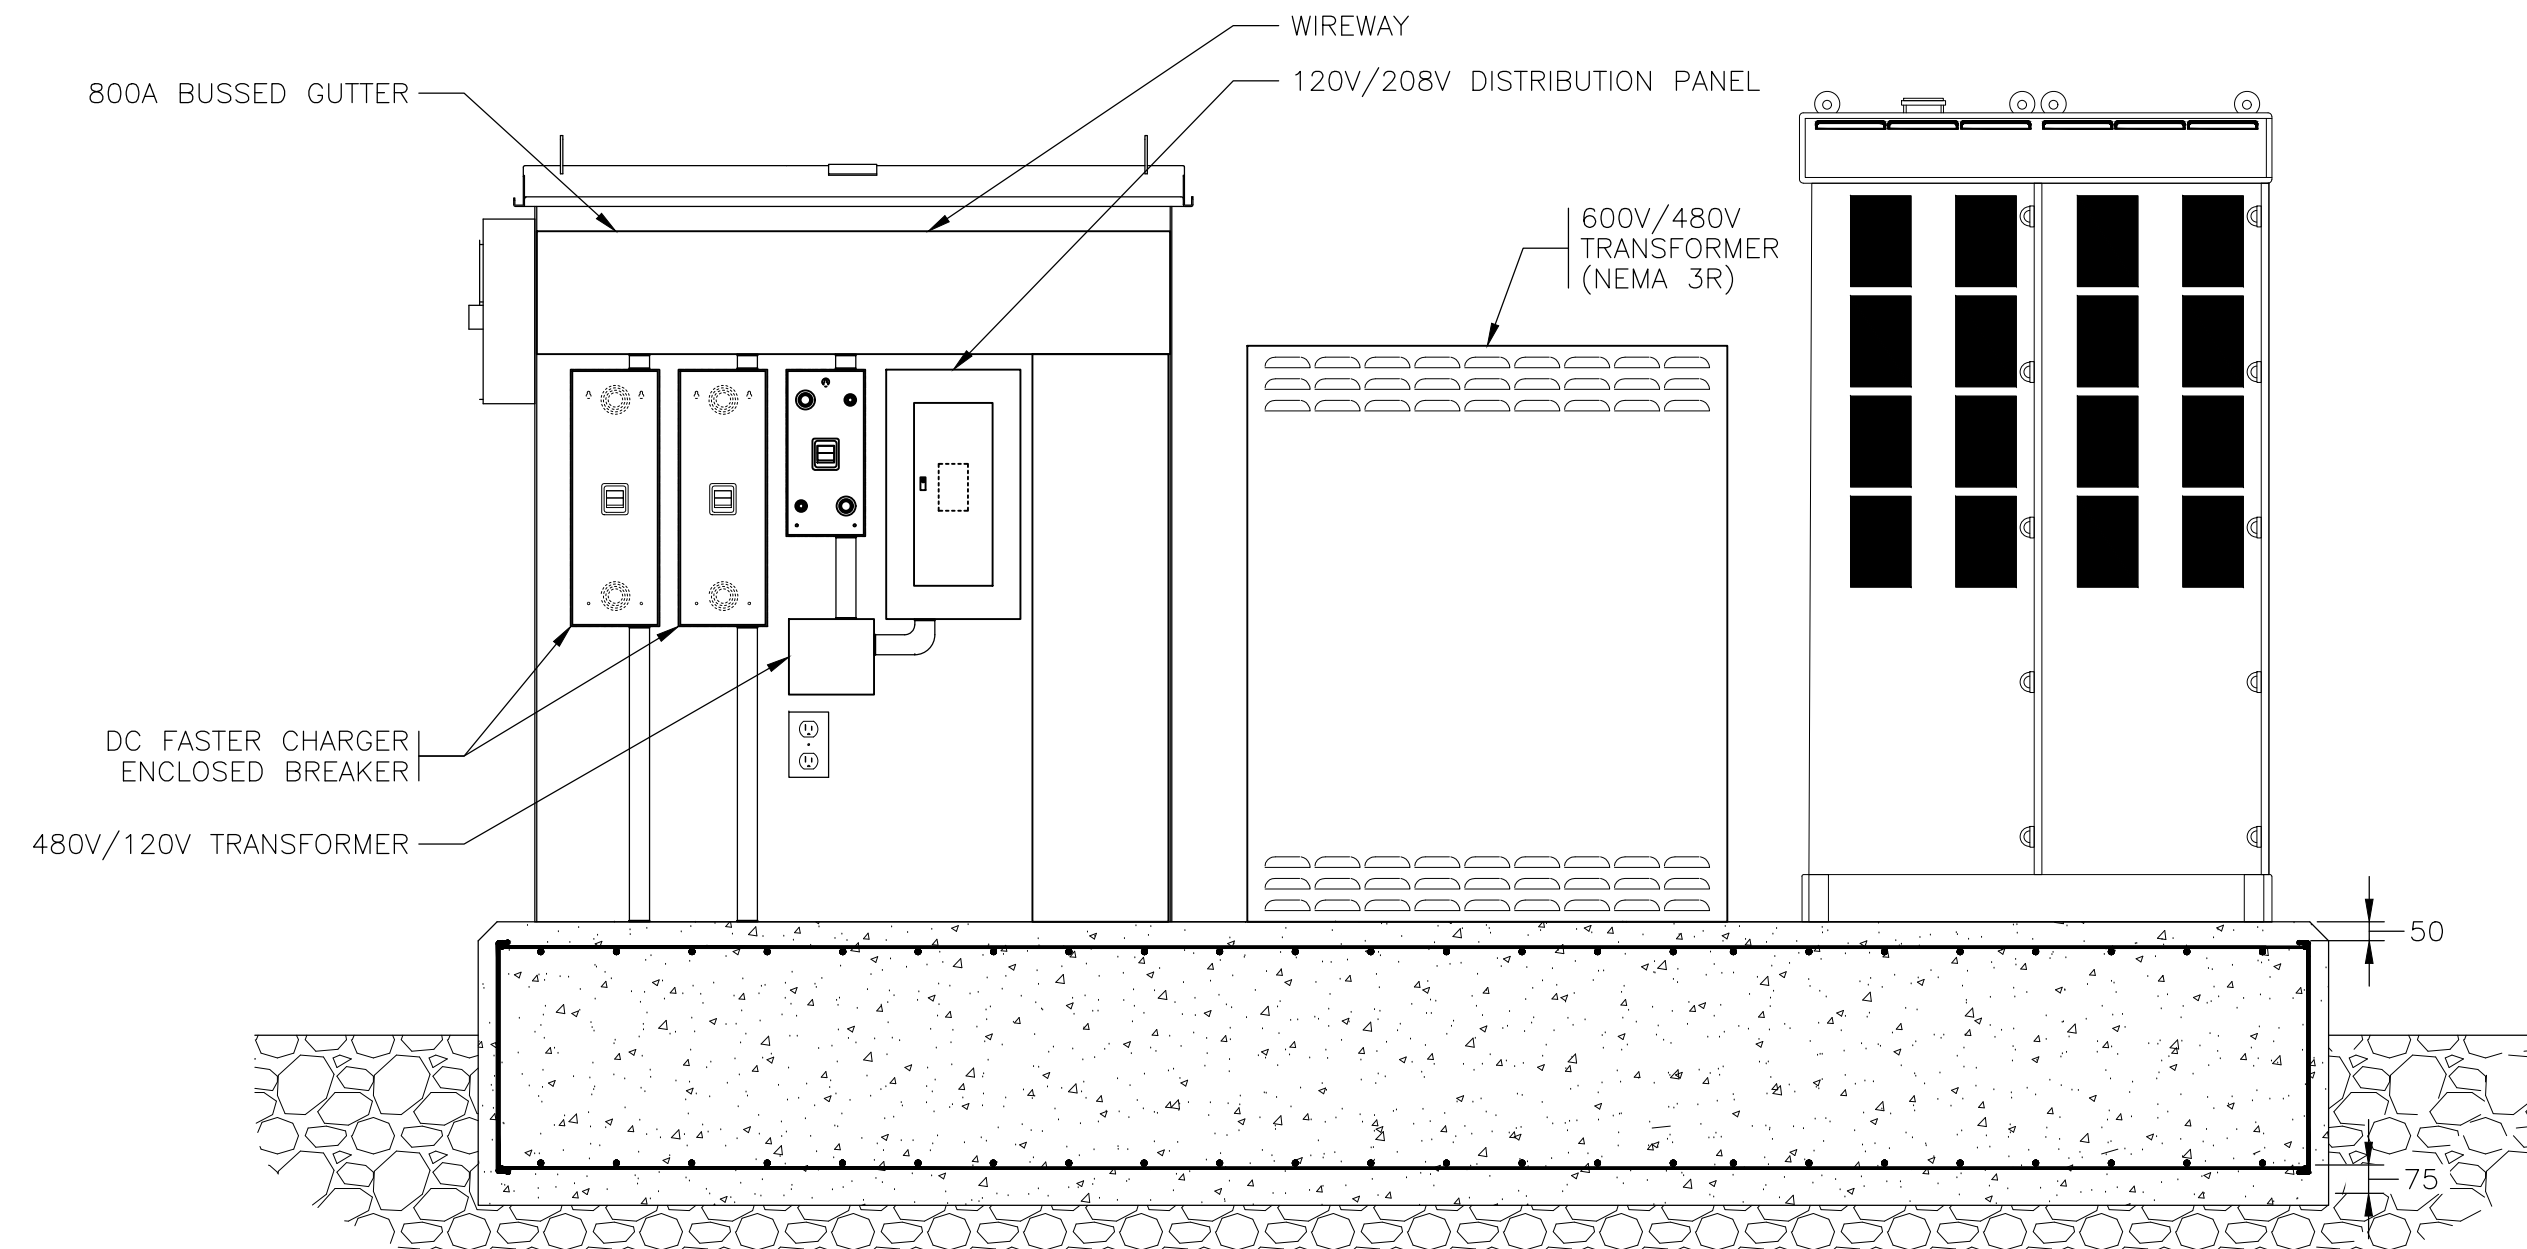 WIREWAY
800A BUSSED GUTTER
120V/208V DISTRIBUTION PANEL
600V/480V
TRANSFORMER
(NEMA 3R)
DC FASTER CHARGER
ENCLOSED BREAKER
480V/120V TRANSFORMER
50
75